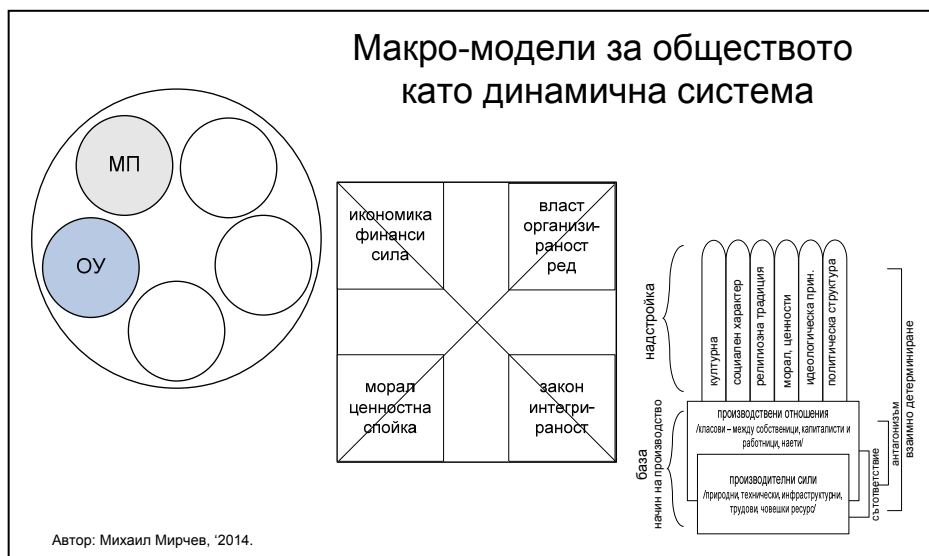 Макро-модели за обществото
като динамична система
МП
ОУ
икономика
финанси
сила
власт
организи-
раност
ред
морал
ценностна
спойка
закон
интегри-
раност
надстройка
културна
социален характер
религиозна традиция
морал, ценности
идеологическа прин.
политическа структура
база
начин на производство
производствени отношения
/класови – между собственици, капиталисти и
работници, наети/
производителни сили
/природни, технически, инфраструктурни,
трудови, човешки ресурс/
сътответствие
антагонизъм
взаимно детерминиране
Автор: Михаил Мирчев, ‘2014.